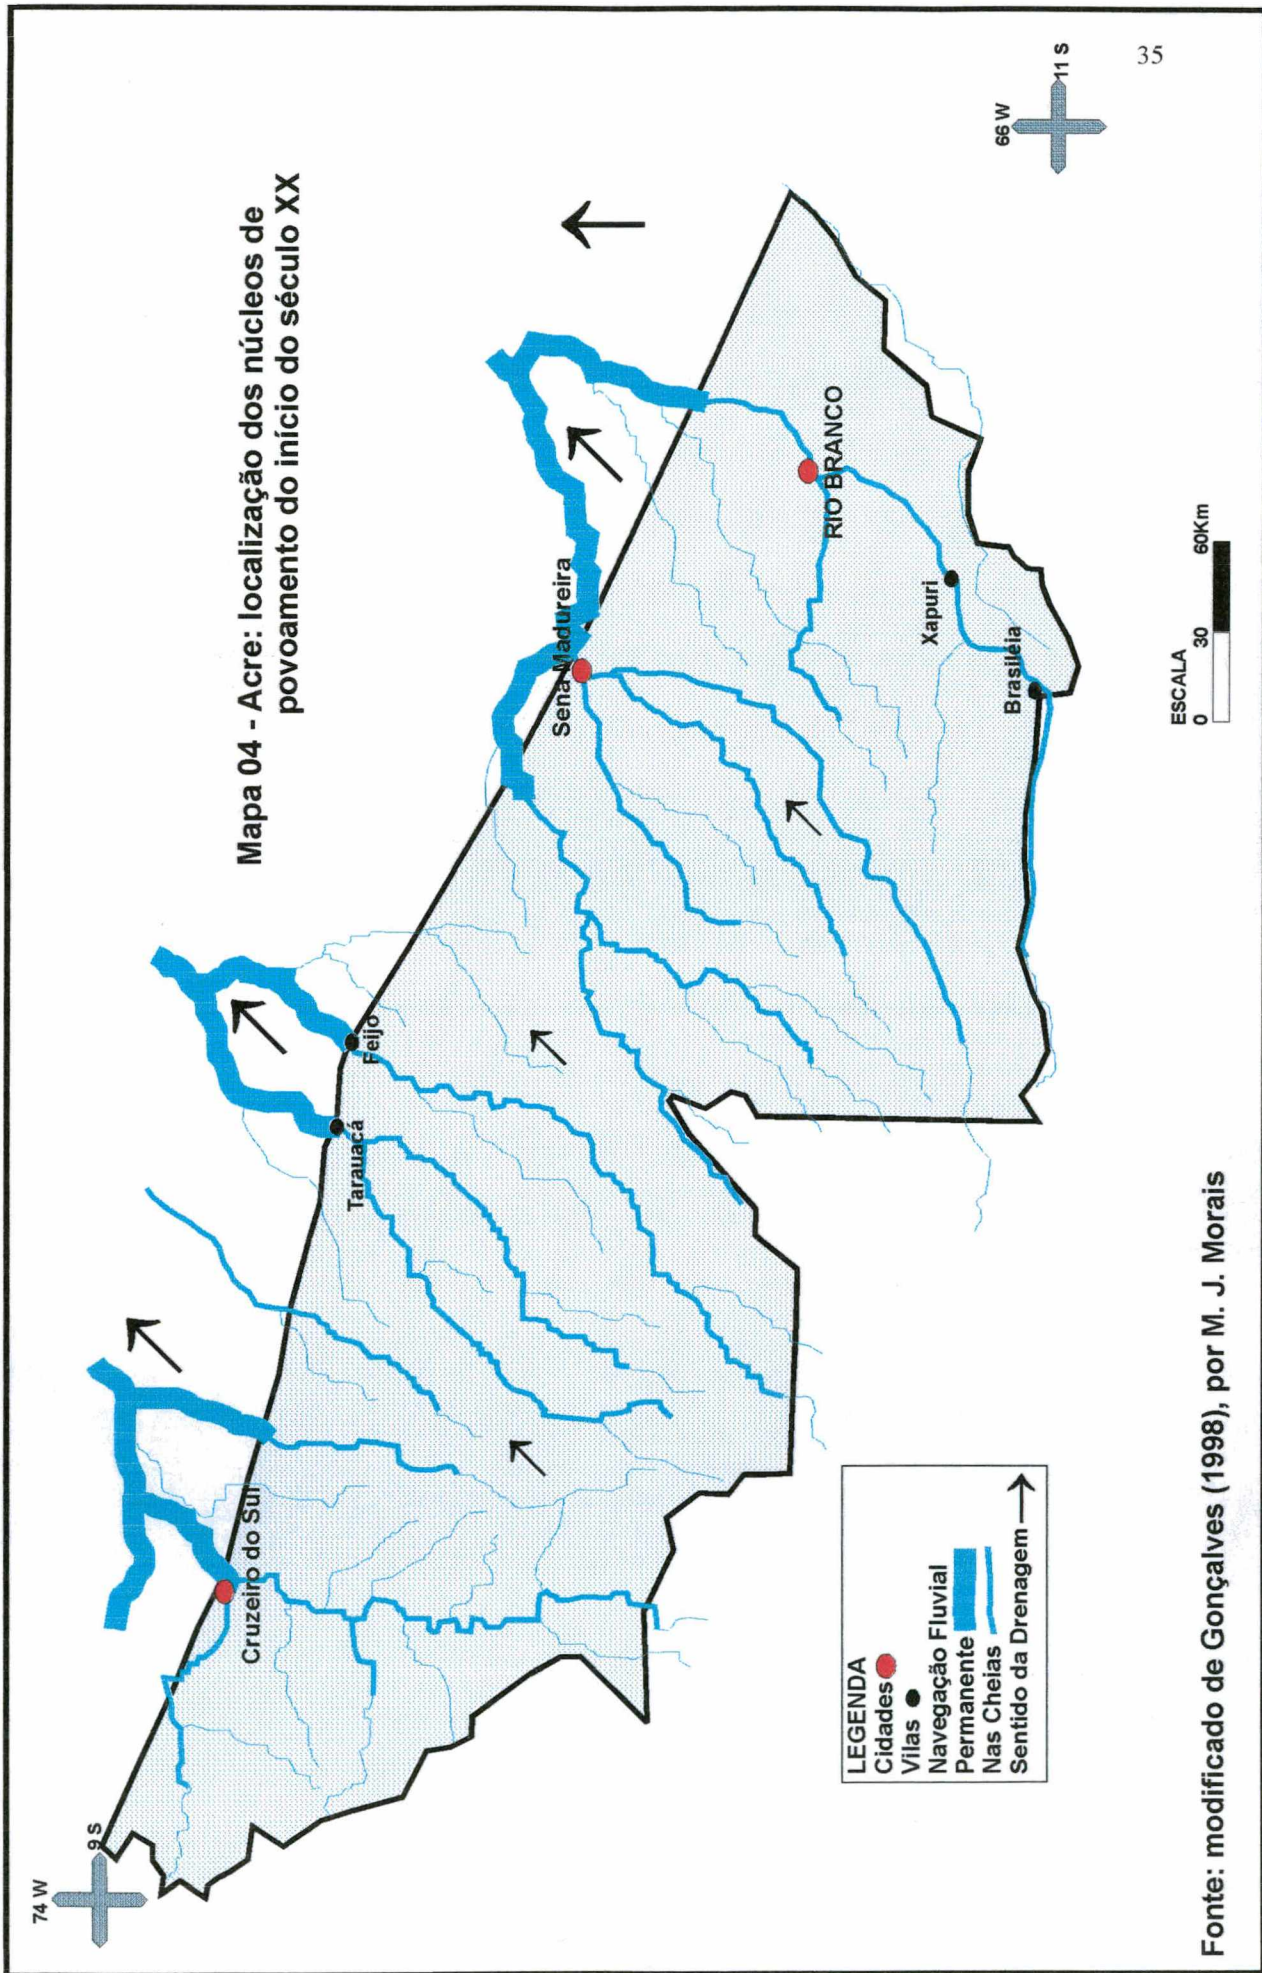 35
Mapa 04 - Acre: localização dos núcleos de
povoamento do início do século XX
74 W
9 S
66 W
11 S
Cruzeiro do Sul
Tarauacá
Feijo
Sena Madureira
RIO BRANCO
Xapuri
Brasiléia
LEGENDA
Cidades
Vilas
Navegação Fluvial
Permanente
Nas Cheias
Sentido da Drenagem
ESCALA
0 30 60Km
Fonte: modificado de Gonçalves (1998), por M. J. Morais